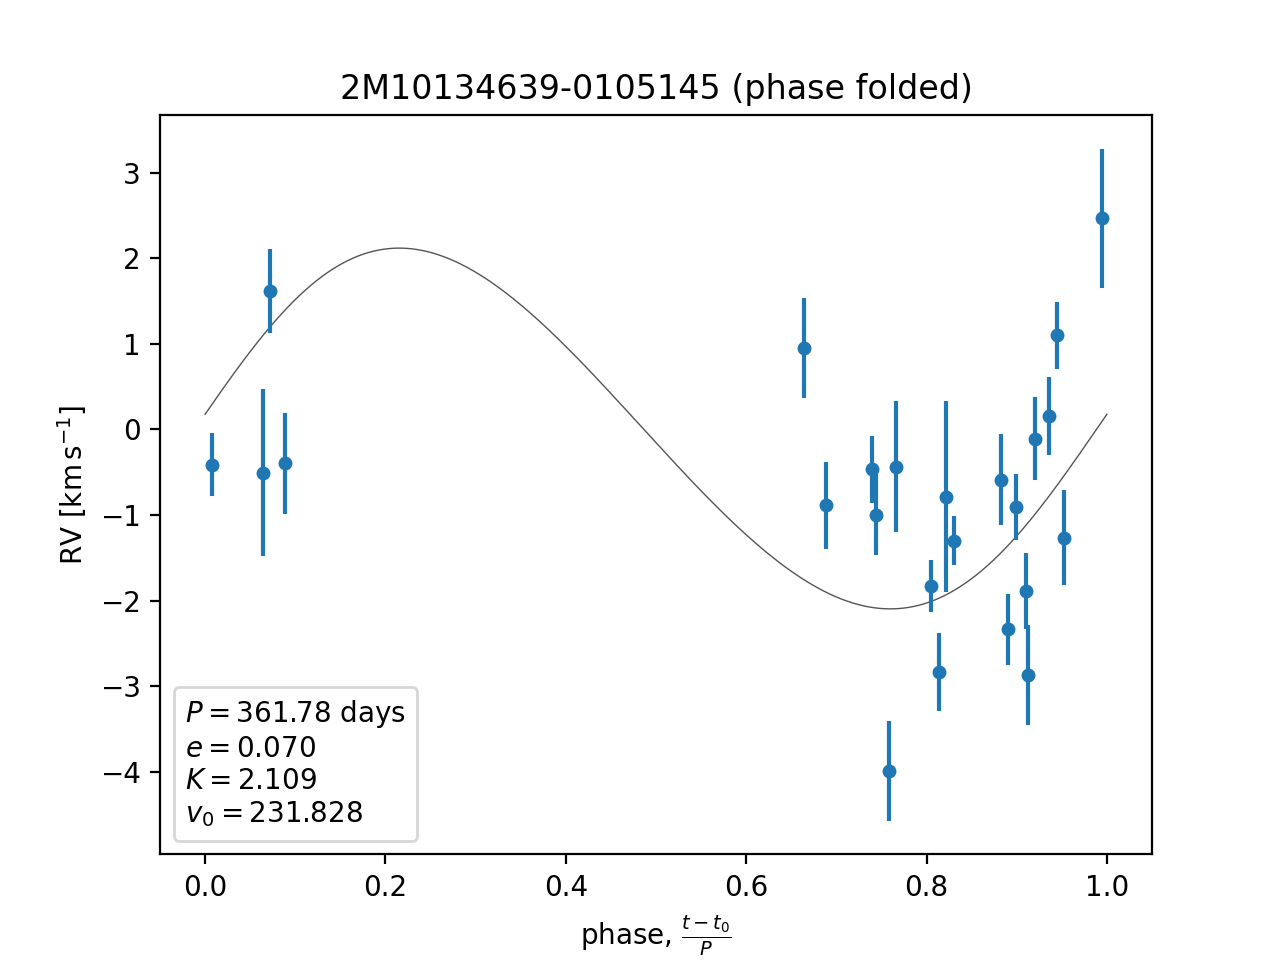 2M10134639-0105145 (phase folded)
3
2
1
0
−1
−2
−3
−4
RV [km s⁻¹]
P = 361.78 days
e = 0.070
K = 2.109
v₀ = 231.828
0.0 0.2 0.4 0.6 0.8 1.0
phase, (t − t₀)/P